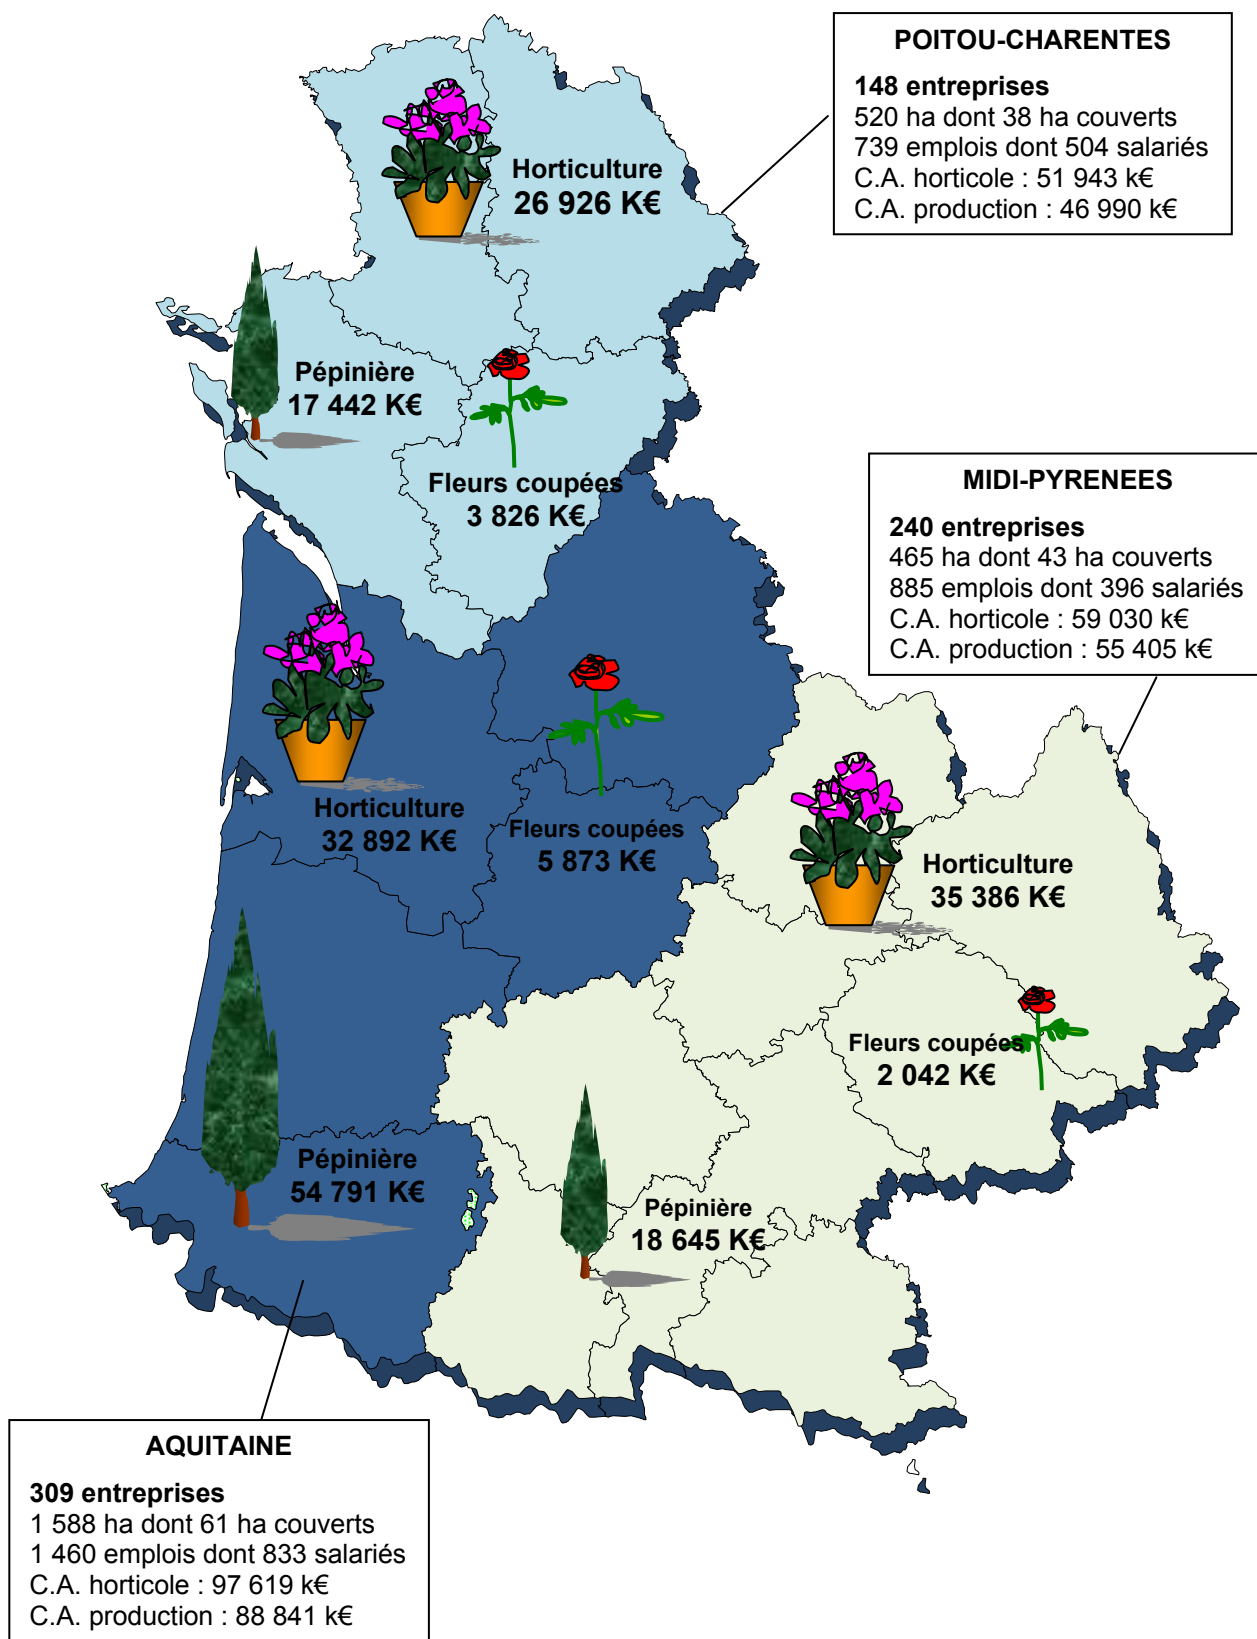 POITOU-CHARENTES
148 entreprises
520 ha dont 38 ha couverts
739 emplois dont 504 salariés
C.A. horticole : 51 943 k€
C.A. production : 46 990 k€
Horticulture
26 926 K€
Pépinière
17 442 K€
Fleurs coupées
3 826 K€
MIDI-PYRENEES
240 entreprises
465 ha dont 43 ha couverts
885 emplois dont 396 salariés
C.A. horticole : 59 030 k€
C.A. production : 55 405 k€
Horticulture
32 892 K€
Fleurs coupées
5 873 K€
Horticulture
35 386 K€
Fleurs coupées
2 042 K€
Pépinière
54 791 K€
Pépinière
18 645 K€
AQUITAINE
309 entreprises
1 588 ha dont 61 ha couverts
1 460 emplois dont 833 salariés
C.A. horticole : 97 619 k€
C.A. production : 88 841 k€